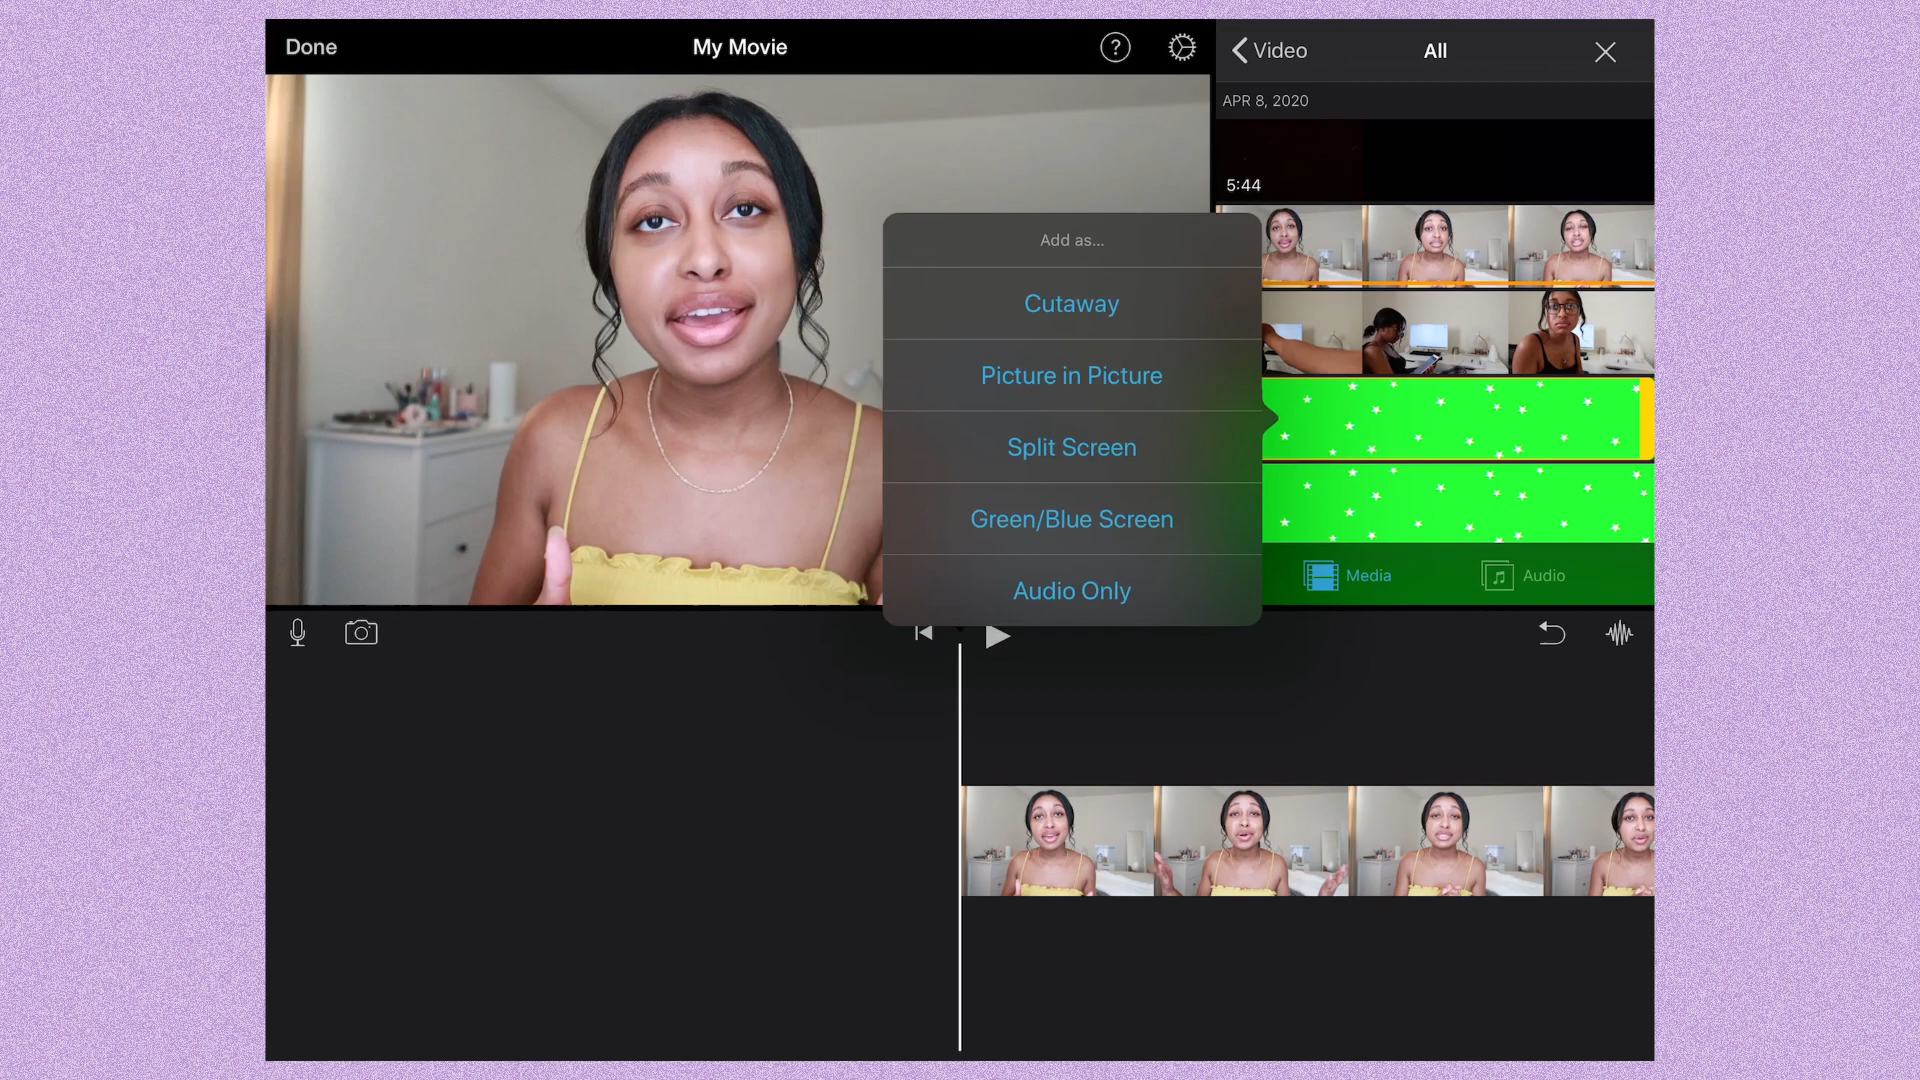 Done
My Movie
?
Video
All
APR 8, 2020
5:44
Add as...
Cutaway
Picture in Picture
Split Screen
Green/Blue Screen
Audio Only
Media
Audio